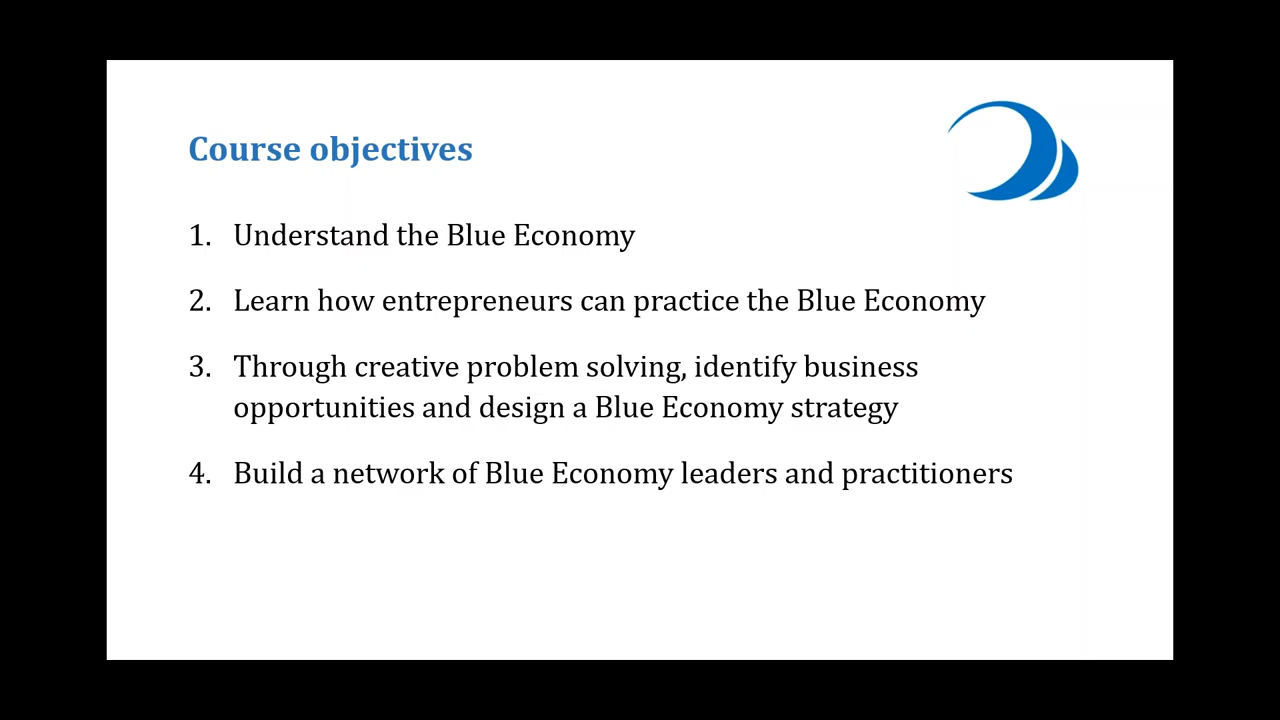 Course objectives
1. Understand the Blue Economy
2. Learn how entrepreneurs can practice the Blue Economy
3. Through creative problem solving, identify business
opportunities and design a Blue Economy strategy
4. Build a network of Blue Economy leaders and practitioners